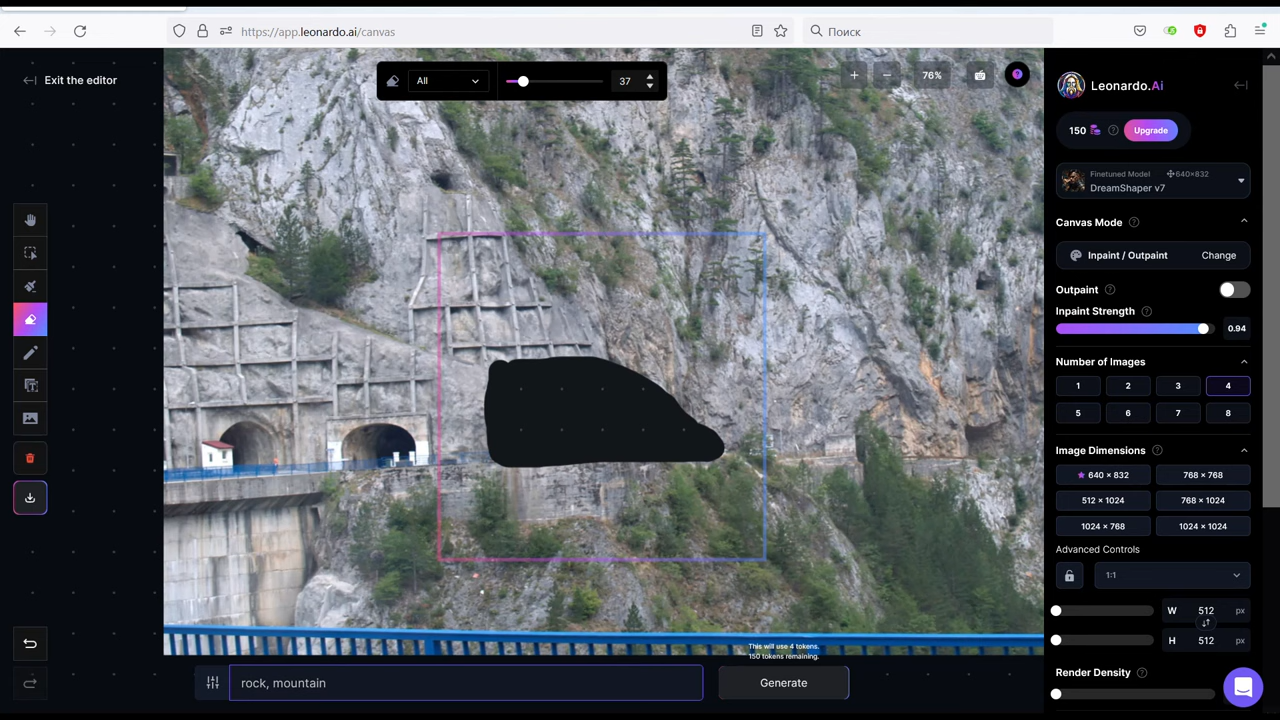 https://app.leonardo.ai/canvas
Поиск
Exit the editor
All
37
76%
Leonardo.Ai
150
Upgrade
Finetuned Model
640×832
DreamShaper v7
Canvas Mode
Inpaint / Outpaint
Change
Outpaint
Inpaint Strength
0.94
Number of Images
1
2
3
4
5
6
7
8
Image Dimensions
640 × 832
768 × 768
512 × 1024
768 × 1024
1024 × 768
1024 × 1024
Advanced Controls
1:1
W 512 px
H 512 px
This will use 4 tokens.
150 tokens remaining.
rock, mountain
Generate
Render Density